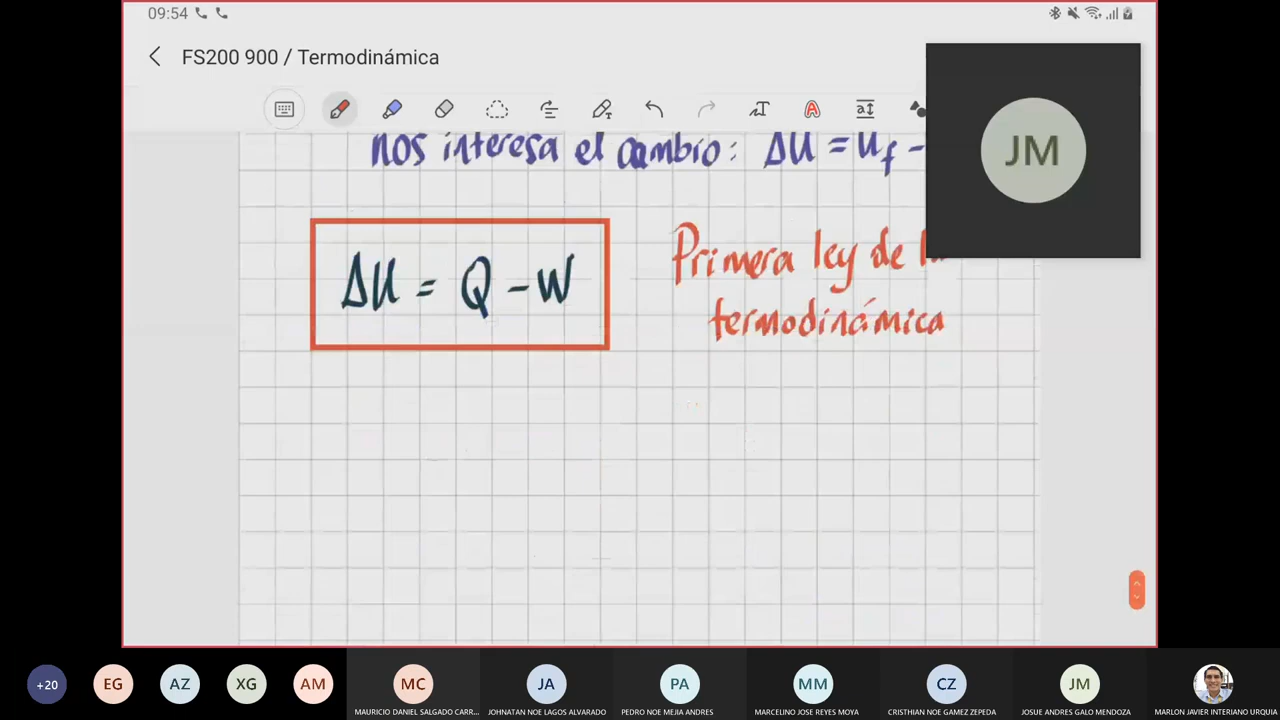 09:54
FS200 900 / Termodinámica
nos interesa el cambio: ΔU = Uf -
JM
ΔU = Q - W
Primera ley de
termodinámica
+20
EG
AZ
XG
AM
MC
JA
PA
MM
CZ
JM
MAURICIO DANIEL SALGADO CARR...
JOHNATAN NOE LAGOS ALVARADO
PEDRO NOE MEJIA ANDRES
MARCELINO JOSE REYES MOYA
CRISTHIAN NOE GAMEZ ZEPEDA
JOSUE ANDRES GALO MENDOZA
MARLON JAVIER INTERIANO URQUIA